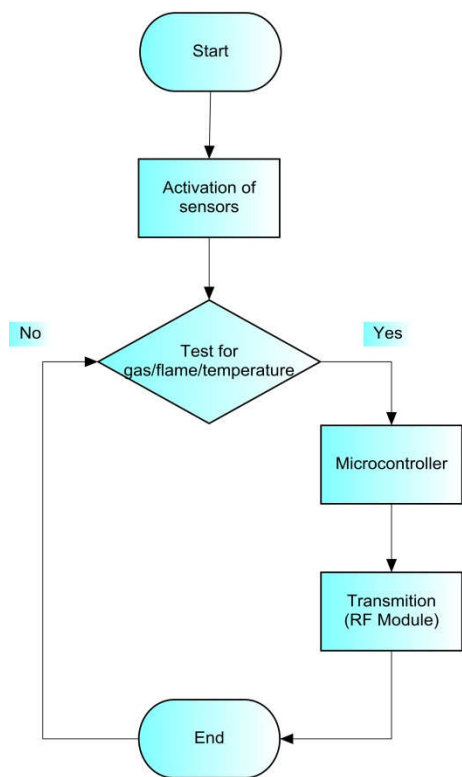 Start
Activation of
sensors
No
Yes
Test for
gas/flame/temperature
Microcontroller
Transmition
(RF Module)
End